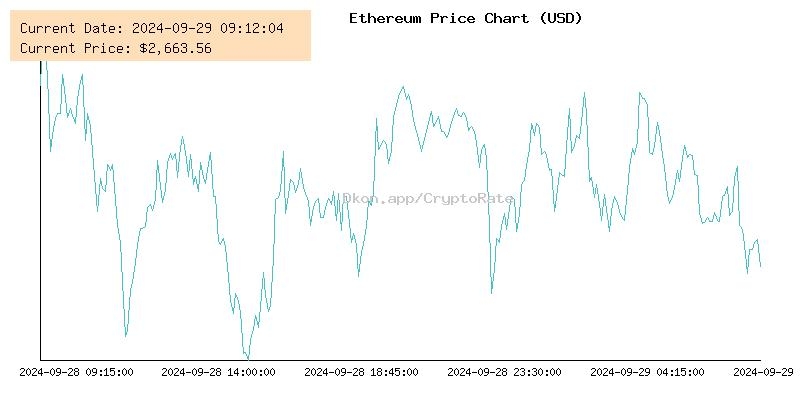 Ethereum Price Chart (USD)
Current Date: 2024-09-29 09:12:04
Current Price: $2,663.56
Dkon.app/CryptoRate
2024-09-28 09:15:00
2024-09-28 14:00:00
2024-09-28 18:45:00
2024-09-28 23:30:00
2024-09-29 04:15:00
2024-09-29